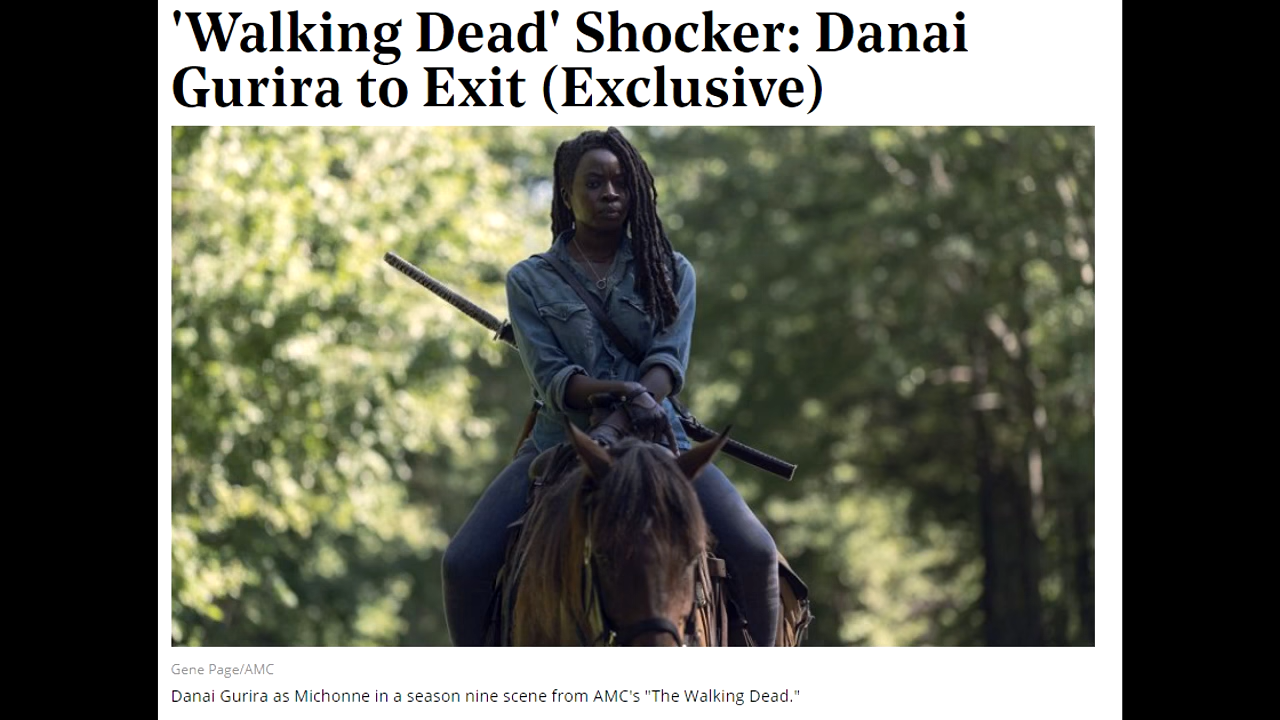 'Walking Dead' Shocker: Danai
Gurira to Exit (Exclusive)
Gene Page/AMC
Danai Gurira as Michonne in a season nine scene from AMC's "The Walking Dead."